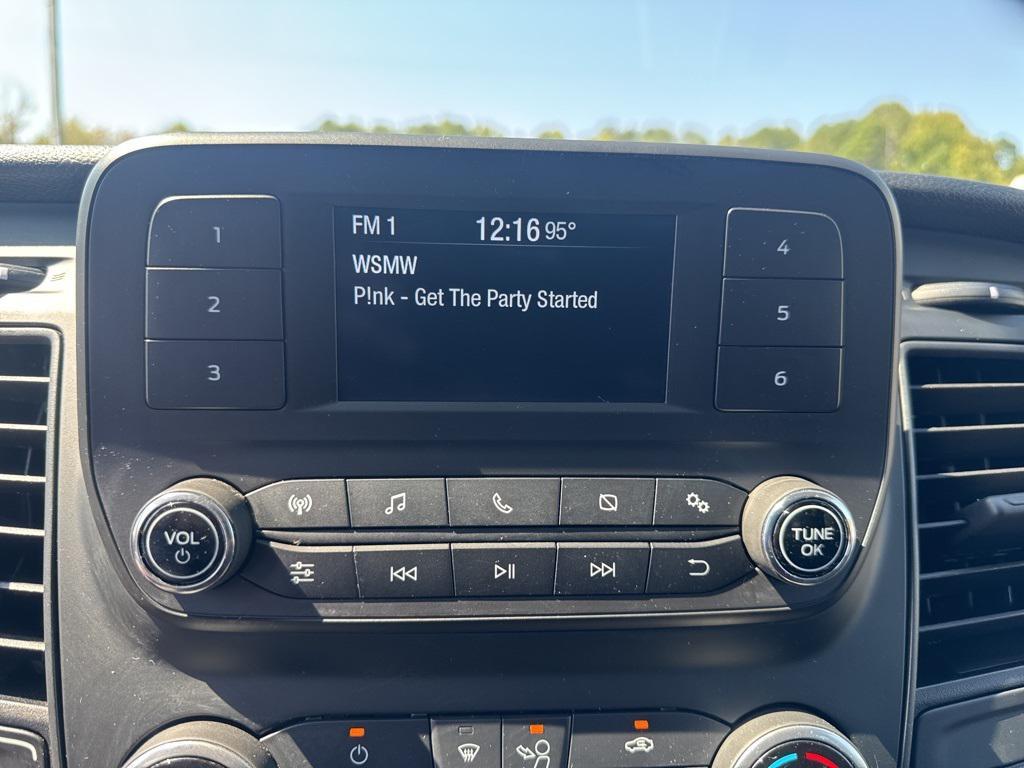 FM 1 12:16 95°
WSMW
P!nk - Get The Party Started
1
2
3
4
5
6
VOL
TUNE
OK